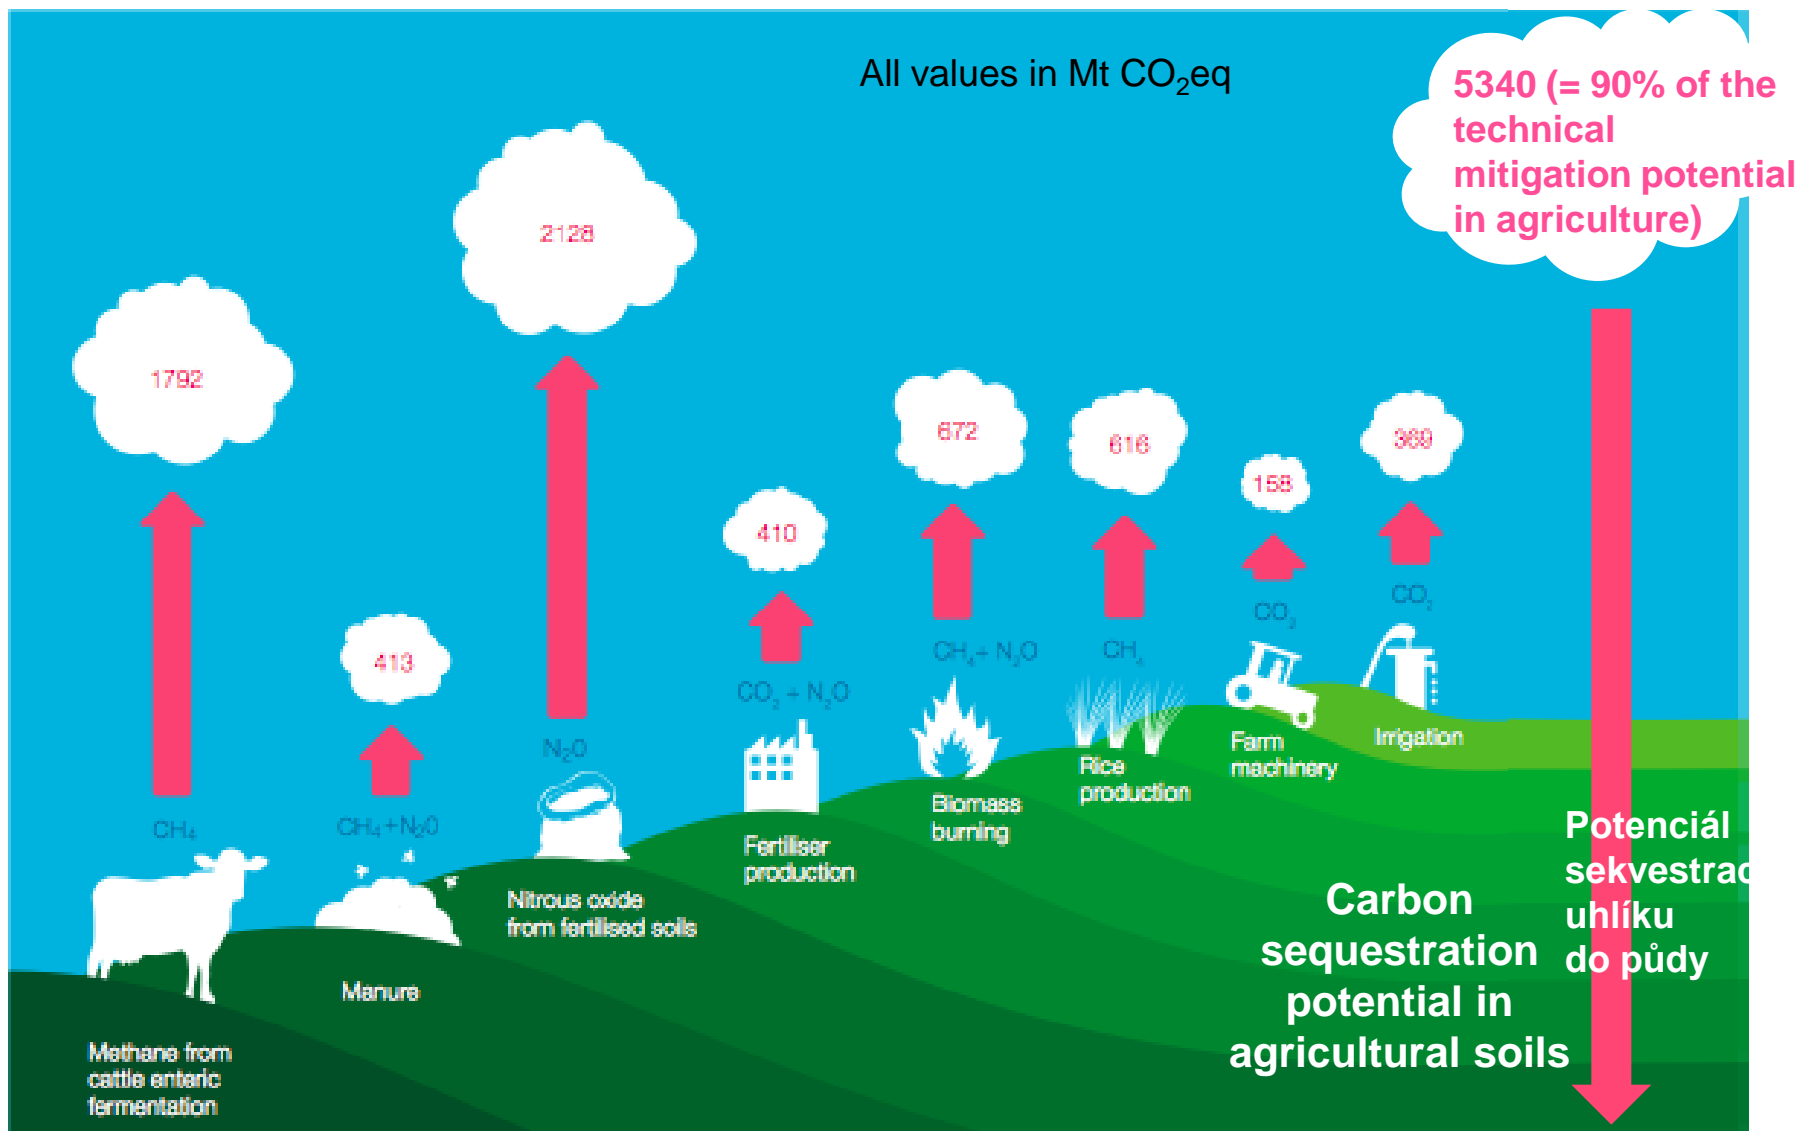 All values in Mt CO₂eq
5340 (= 90% of the
technical
mitigation potential
in agriculture)
2128
1792
672
616
369
158
410
413
CH₄
CH₄+N₂O
N₂O
CO₂ + N₂O
CH₄+ N₂O
CH₄
CO₂
CO₂
Methane from
cattle enteric
fermentation
Manure
Nitrous oxide
from fertilised soils
Fertiliser
production
Biomass
burning
Rice
production
Farm
machinery
Irrigation
Carbon
sequestration
potential in
agricultural soils
Potenciál
sekvestrac
uhlíku
do půdy